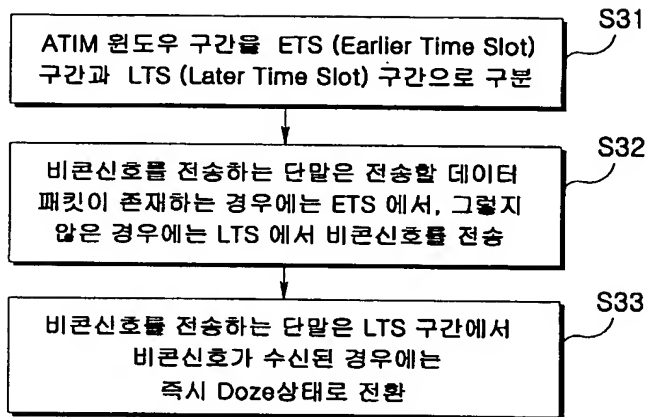 S31
ATIM 윈도우 구간을 ETS (Earlier Time Slot)
구간과 LTS (Later Time Slot) 구간으로 구분
S32
비콘신호를 전송하는 단말은 전송할 데이터
패킷이 존재하는 경우에는 ETS 에서, 그렇지
않은 경우에는 LTS 에서 비콘신호를 전송
S33
비콘신호를 전송하는 단말은 LTS 구간에서
비콘신호가 수신된 경우에는
즉시 Doze상태로 전환